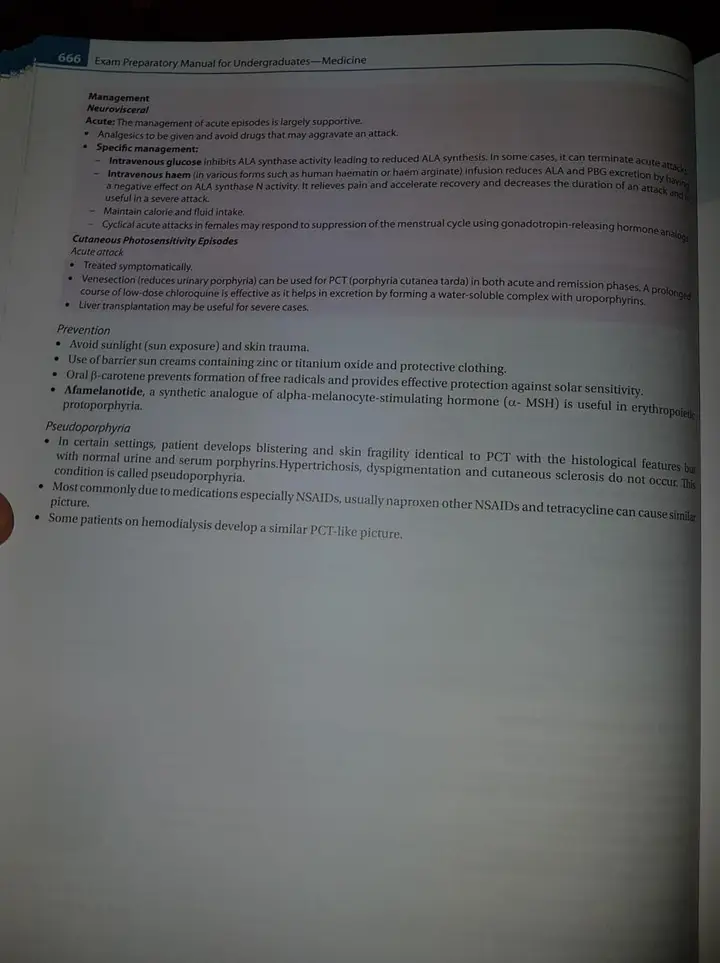 666 Exam Preparatory Manual for Undergraduates—Medicine
Management
Neurovisceral
Acute: The management of acute episodes is largely supportive.
• Analgesics to be given and avoid drugs that may aggravate an attack.
• Specific management:
– Intravenous glucose inhibits ALA synthase activity leading to reduced ALA synthesis. In some cases, it can terminate acute attacks.
– Intravenous haem (in various forms such as human haematin or haem arginate) infusion reduces ALA and PBG excretion by having
a negative effect on ALA synthase N activity. It relieves pain and accelerate recovery and decreases the duration of an attack and
useful in a severe attack.
– Maintain calorie and fluid intake.
– Cyclical acute attacks in females may respond to suppression of the menstrual cycle using gonadotropin-releasing hormone analogs
Cutaneous Photosensitivity Episodes
Acute attack
• Treated symptomatically.
• Venesection (reduces urinary porphyria) can be used for PCT (porphyria cutanea tarda) in both acute and remission phases. A prolonged
course of low-dose chloroquine is effective as it helps in excretion by forming a water-soluble complex with uroporphyrins.
• Liver transplantation may be useful for severe cases.
Prevention
• Avoid sunlight (sun exposure) and skin trauma.
• Use of barrier sun creams containing zinc or titanium oxide and protective clothing.
• Oral β-carotene prevents formation of free radicals and provides effective protection against solar sensitivity.
• Afamelanotide, a synthetic analogue of alpha-melanocyte-stimulating hormone (α- MSH) is useful in erythropoietic
protoporphyria.
Pseudoporphyria
• In certain settings, patient develops blistering and skin fragility identical to PCT with the histological features but
with normal urine and serum porphyrins.Hypertrichosis, dyspigmentation and cutaneous sclerosis do not occur. This
condition is called pseudoporphyria.
• Most commonly due to medications especially NSAIDs, usually naproxen other NSAIDs and tetracycline can cause similar
picture.
• Some patients on hemodialysis develop a similar PCT-like picture.